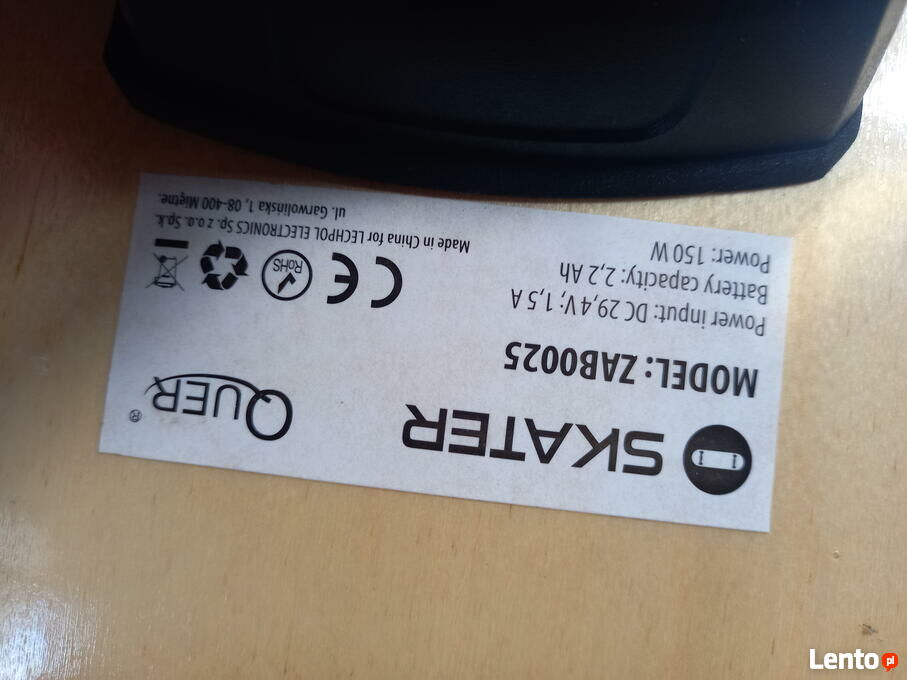 SKATER
QUER ®
MODEL: ZAB0025
Power input: DC 29,4V; 1,5 A
Battery capacity: 2,2 Ah
Power: 150 W
CE
RoHS
Made in China for LECHPOL ELECTRONICS Sp. z o.o. Sp.k.
ul. Garwolińska 1, 08-400 Miętne.
Lento.pl